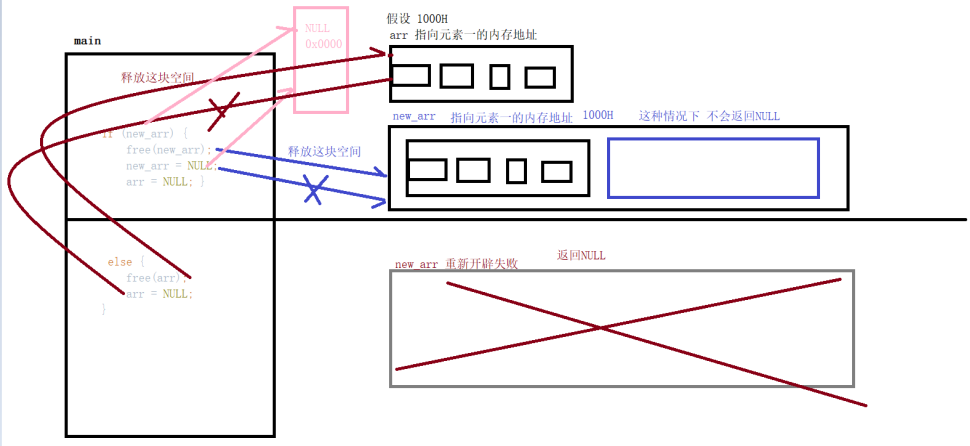 假设 1000H
arr 指向元素一的内存地址
main
NULL
0x0000
释放这块空间
if (new_arr) {
free(new_arr);
new_arr = NULL;
arr = NULL; }
new_arr 指向元素一的内存地址 1000H 这种情况下 不会返回NULL
释放这块空间
else {
free(arr);
arr = NULL;
}
new_arr 重新开辟失败 返回NULL